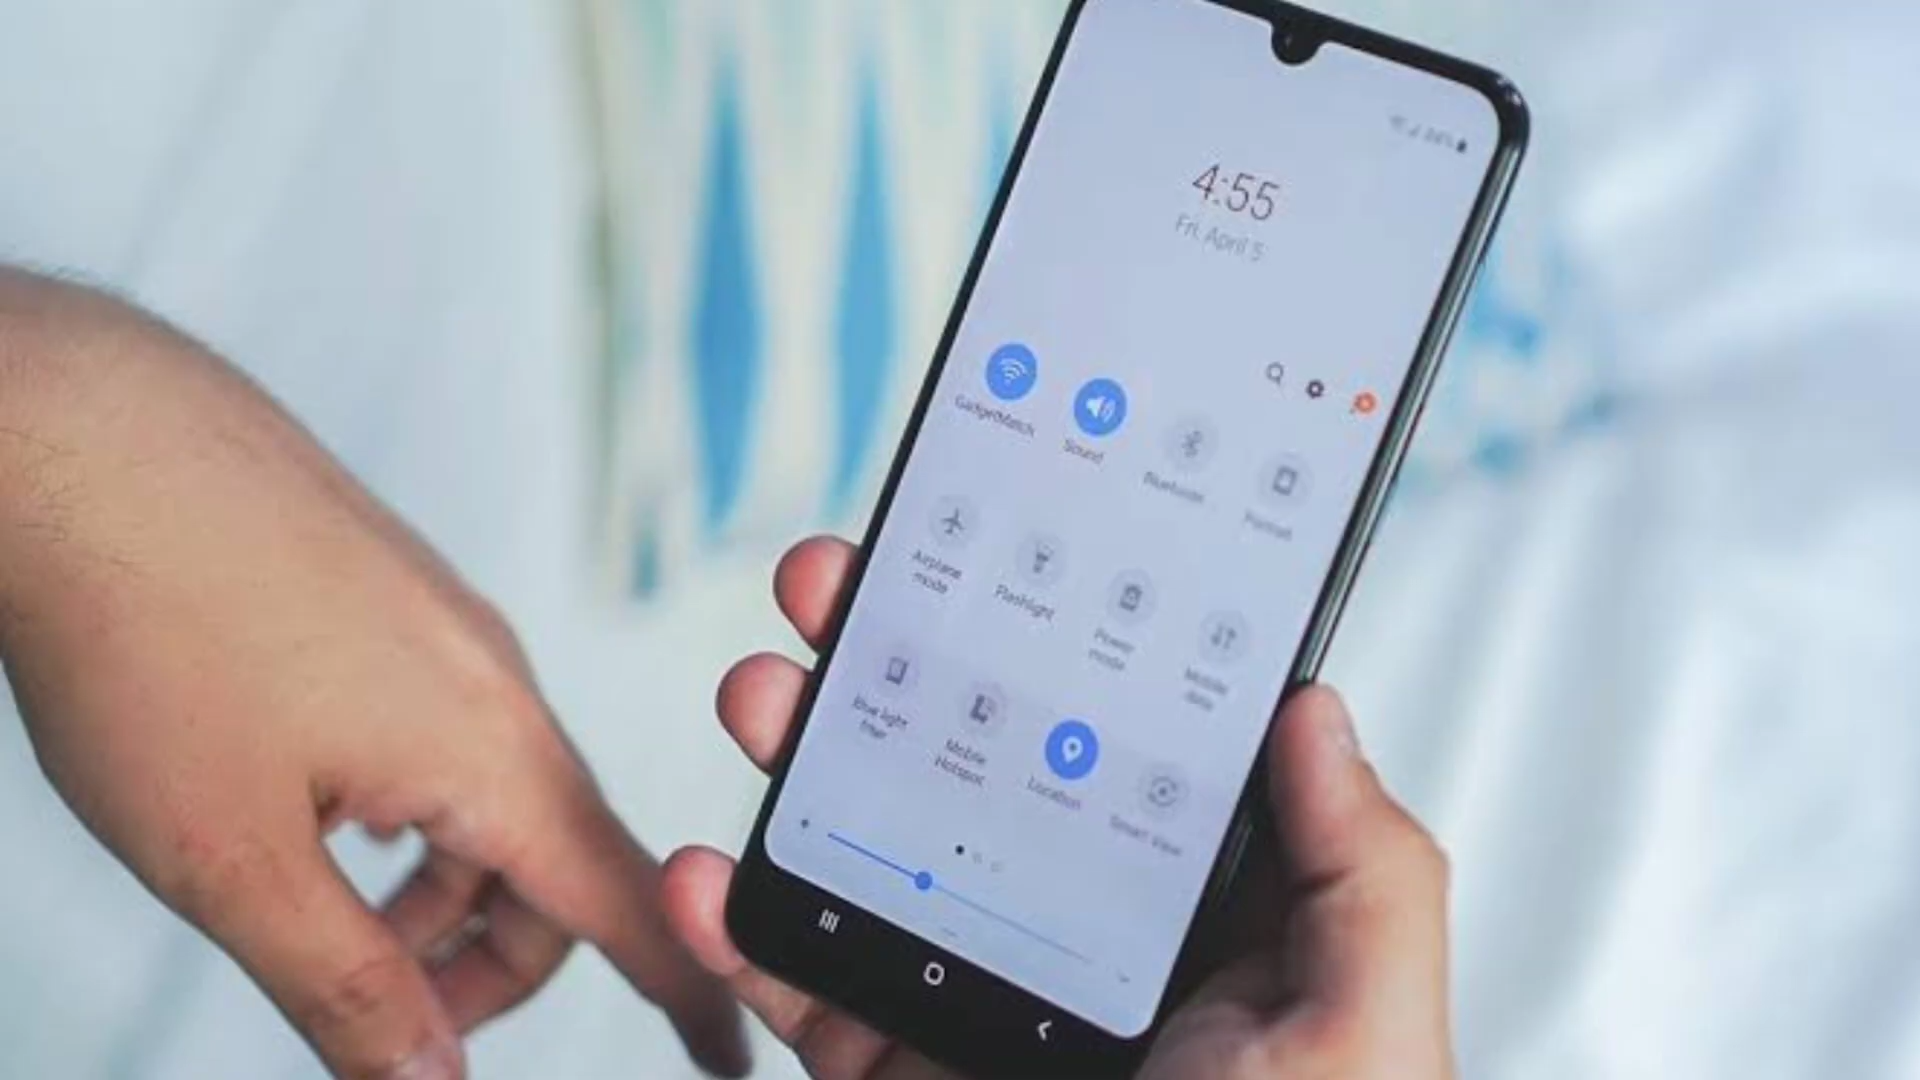 4:55
Fri, April 5
GadgetMatch
Sound
Bluetooth
Portrait
Airplane
mode
Flashlight
Power
mode
Mobile
data
Blue light
filter
Mobile
Hotspot
Location
Smart View